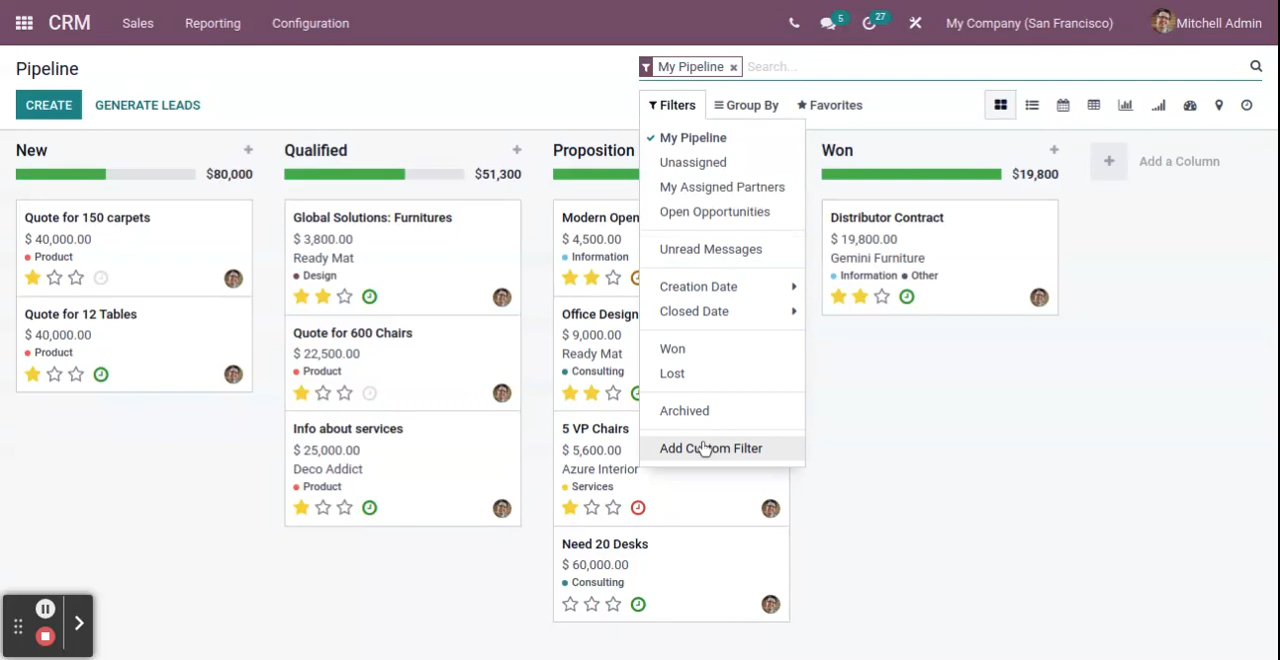 CRM Sales Reporting Configuration 5 27 My Company (San Francisco) Mitchell Admin
Pipeline
My Pipeline × Search...
CREATE GENERATE LEADS
Filters Group By Favorites
My Pipeline
Unassigned
My Assigned Partners
Open Opportunities
Unread Messages
Creation Date
Closed Date
Won
Lost
Archived
Add Custom Filter
New +
$80,000
Quote for 150 carpets
$ 40,000.00
Product
Quote for 12 Tables
$ 40,000.00
Product
Qualified +
$51,300
Global Solutions: Furnitures
$ 3,800.00
Ready Mat
Design
Quote for 600 Chairs
$ 22,500.00
Product
Info about services
$ 25,000.00
Deco Addict
Product
Proposition
Modern Open
$ 4,500.00
Information
Office Design
$ 9,000.00
Ready Mat
Consulting
5 VP Chairs
$ 5,600.00
Azure Interior
Services
Need 20 Desks
$ 60,000.00
Consulting
Won +
$19,800
Distributor Contract
$ 19,800.00
Gemini Furniture
Information Other
+ Add a Column